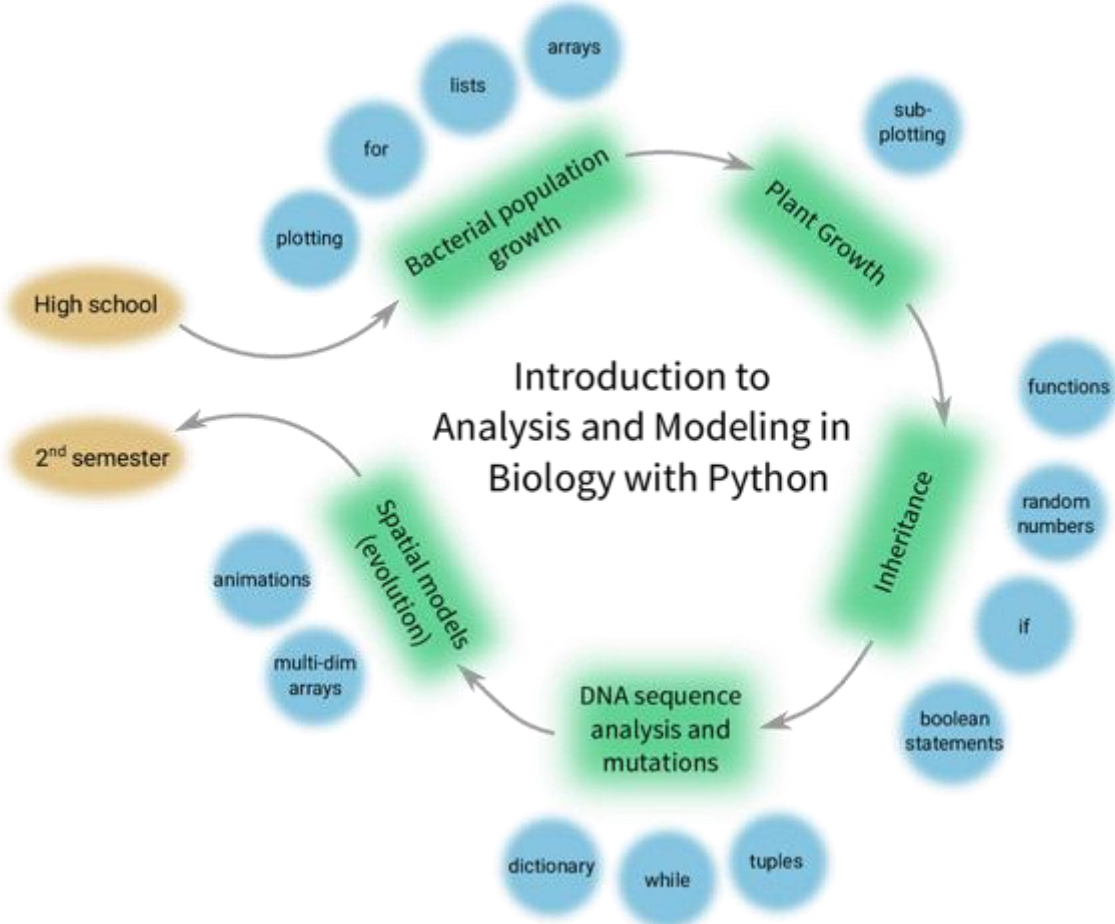 arrays
lists
for
plotting
Bacterial population
growth
sub-
plotting
Plant Growth
High school
2nd semester
Introduction to
Analysis and Modeling in
Biology with Python
functions
random
numbers
if
boolean
statements
Inheritance
DNA sequence
analysis and
mutations
dictionary
while
tuples
Spatial models
(evolution)
animations
multi-dim
arrays